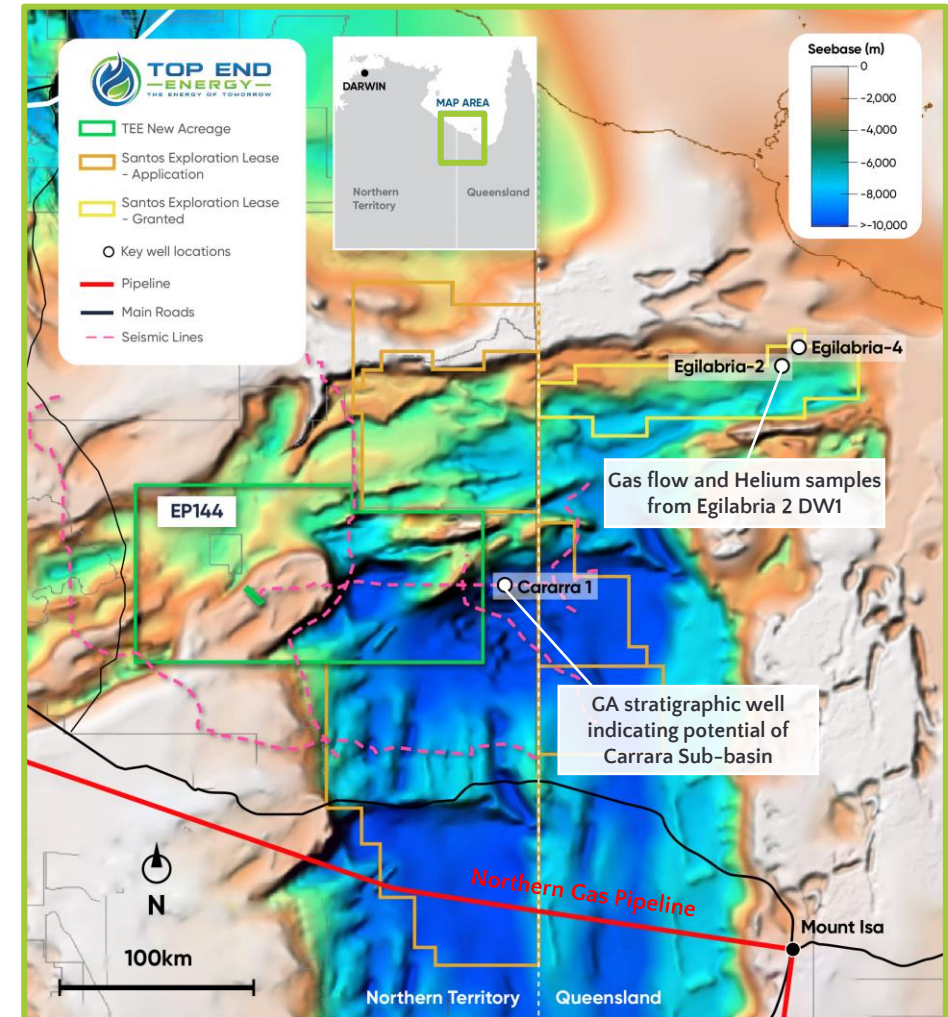 TOP END
ENERGY
THE ENERGY OF TOMORROW
TEE New Acreage
Santos Exploration Lease
- Application
Santos Exploration Lease
- Granted
Key well locations
Pipeline
Main Roads
Seismic Lines
DARWIN
MAP AREA
Northern
Territory
Queensland
Seebase (m)
0
-2,000
-4,000
-6,000
-8,000
>-10,000
Egilabria-4
Egilabria-2
Gas flow and Helium samples
from Egilabria 2 DW1
EP144
Cararra 1
GA stratigraphic well
indicating potential of
Carrara Sub-basin
N
100km
Northern Gas Pipeline
Mount Isa
Northern Territory
Queensland